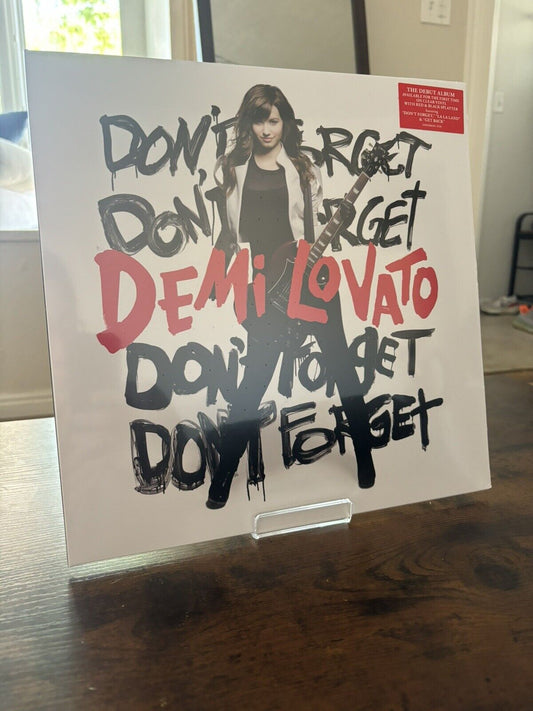 THE DEBUT ALBUM
AVAILABLE FOR THE FIRST TIME
ON CLEAR VINYL
WITH RED & BLACK SPLATTER
"DON'T FORGET" "LA LA LAND"
& "GET BACK"
DON'T FORGET
DON'T FORGET
DEMI LOVATO
DON'T FORGET
DON'T FORGET